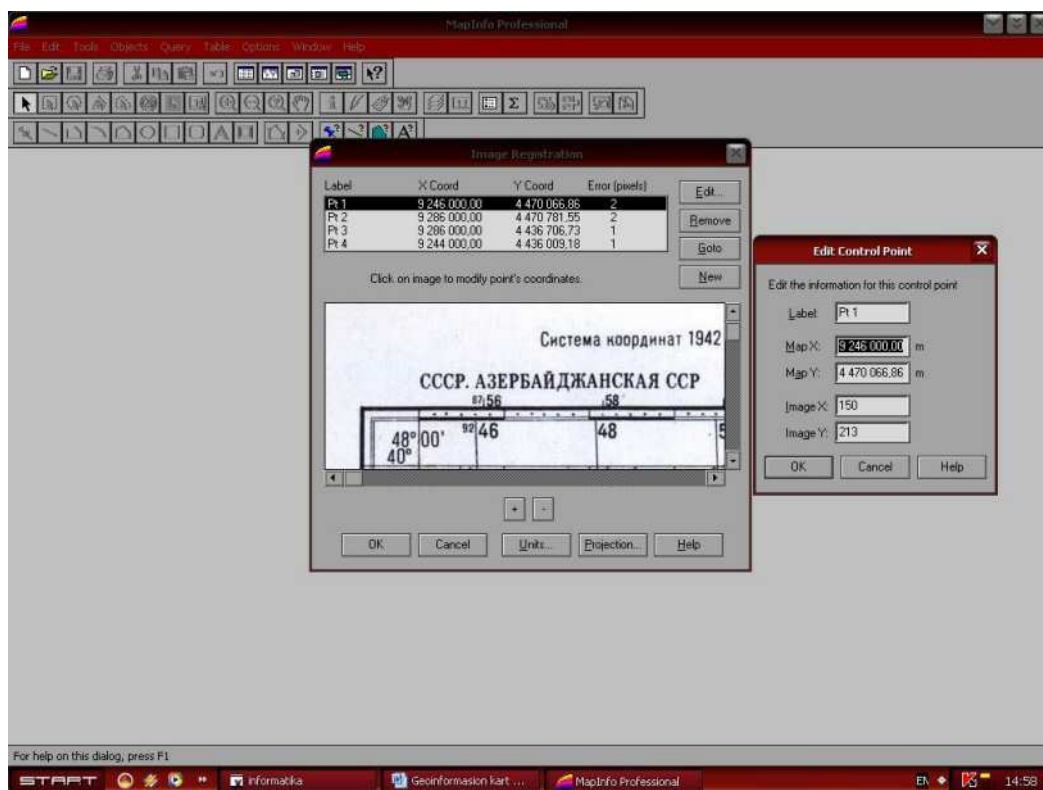 MapInfo Professional
File Edit Tools Objects Query Table Options Window Help
Image Registration
Label X Coord Y Coord Error (pixels)
Pt 1 9 246 000,00 4 470 066,86 2
Pt 2 9 286 000,00 4 470 781,55 2
Pt 3 9 286 000,00 4 436 706,73 1
Pt 4 9 244 000,00 4 436 009,18 1
Edit...
Remove
Goto
New
Click on image to modify point's coordinates.
Система координат 1942
СССР. АЗЕРБАЙДЖАНСКАЯ ССР
87 56 58
48° 00' 92 46 48 5
40°
+ -
OK Cancel Units... Projection... Help
Edit Control Point
Edit the information for this control point
Label: Pt 1
Map X: 9 246 000,00 m
Map Y: 4 470 066,86 m
Image X: 150
Image Y: 213
OK Cancel Help
For help on this dialog, press F1
START informatika Geoinformasion kart ... MapInfo Professional EN 14:58